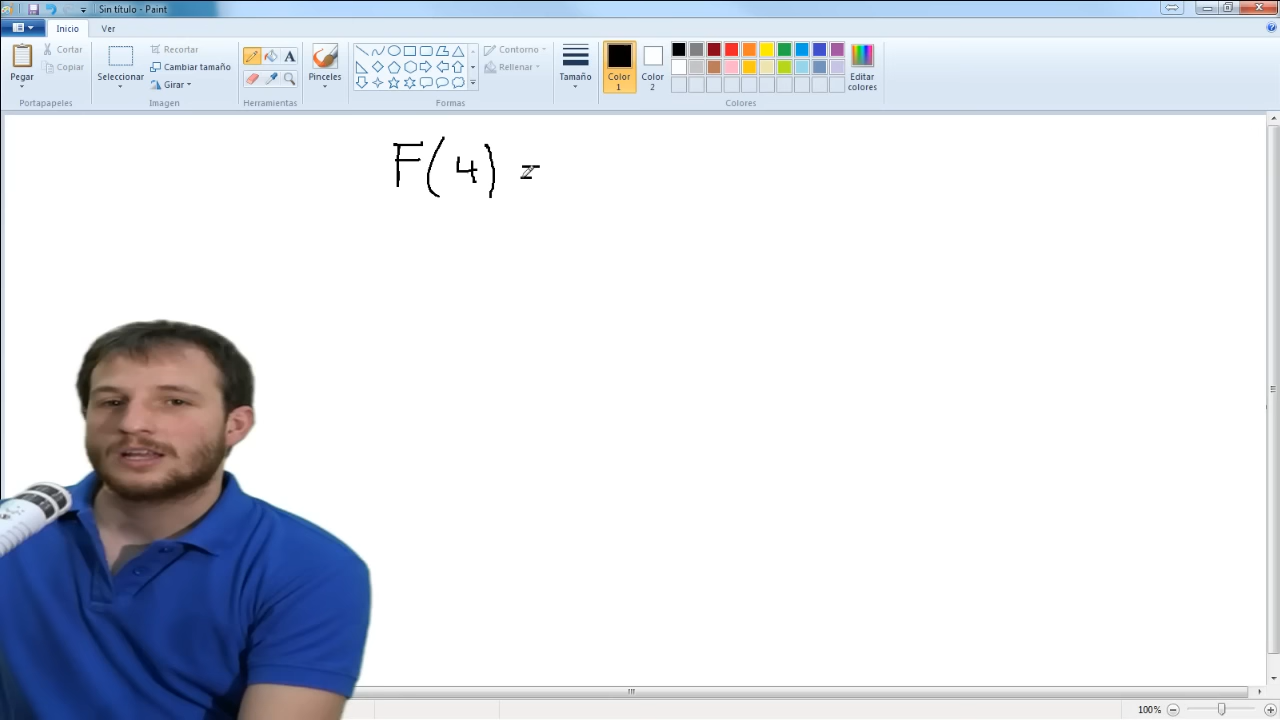 Sin título - Paint
Inicio Ver
Pegar
Cortar
Copiar
Portapapeles
Seleccionar
Recortar
Cambiar tamaño
Girar
Imagen
A
Herramientas
Pinceles
Contorno
Rellenar
Formas
Tamaño
Color 1
Color 2
Editar colores
Colores
F(4) =
100%